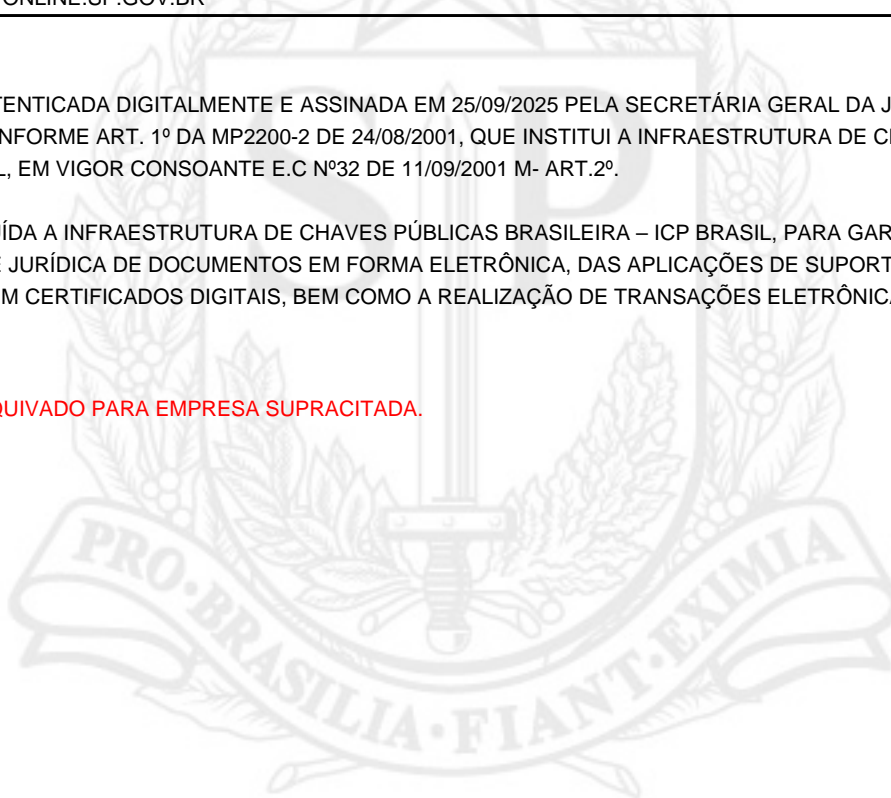 ONLINE.SP.GOV.BR
TENTICADA DIGITALMENTE E ASSINADA EM 25/09/2025 PELA SECRETÁRIA GERAL DA J
NFORME ART. 1º DA MP2200-2 DE 24/08/2001, QUE INSTITUI A INFRAESTRUTURA DE C
L, EM VIGOR CONSOANTE E.C Nº32 DE 11/09/2001 M- ART.2º.
ÍDA A INFRAESTRUTURA DE CHAVES PÚBLICAS BRASILEIRA – ICP BRASIL, PARA GAR
E JURÍDICA DE DOCUMENTOS EM FORMA ELETRÔNICA, DAS APLICAÇÕES DE SUPORT
M CERTIFICADOS DIGITAIS, BEM COMO A REALIZAÇÃO DE TRANSAÇÕES ELETRÔNICA
QUIVADO PARA EMPRESA SUPRACITADA.
SP
PRO·BRASILIA·FIANT·EXIMIA